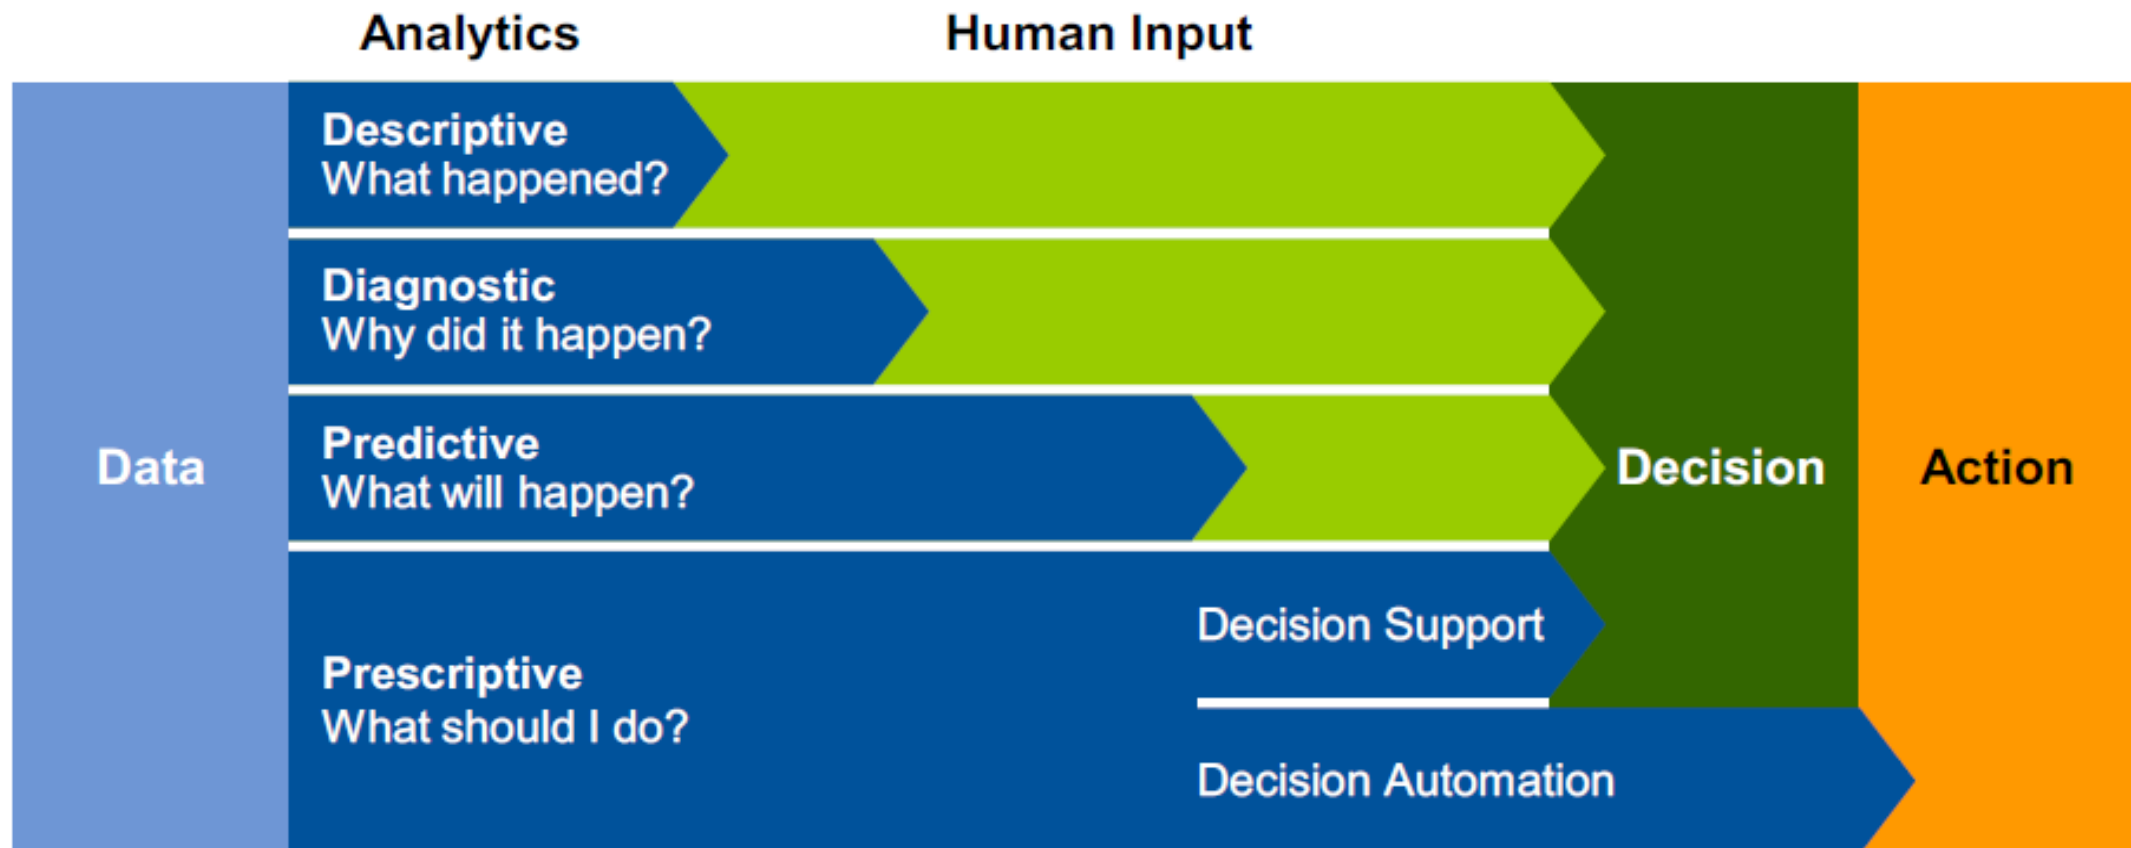 Analytics
Human Input
Descriptive
What happened?
Diagnostic
Why did it happen?
Predictive
What will happen?
Data
Decision
Action
Decision Support
Prescriptive
What should I do?
Decision Automation